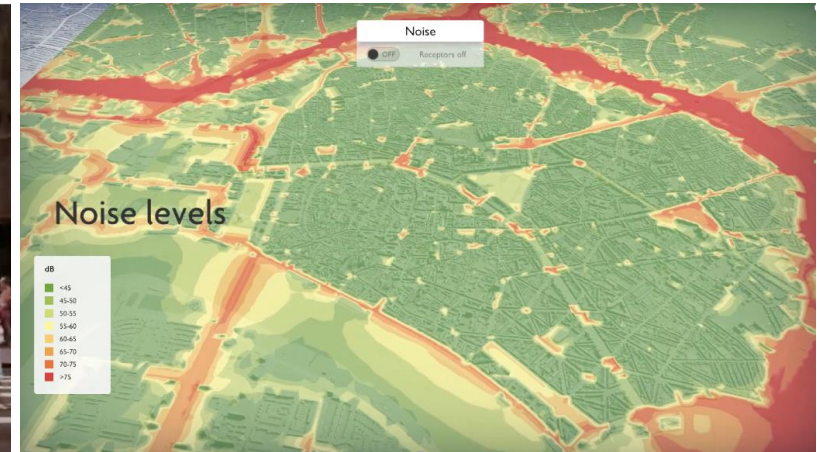 Noise
OFF Receptors off
Noise levels
dB
<45
45-50
50-55
55-60
60-65
65-70
70-75
>75